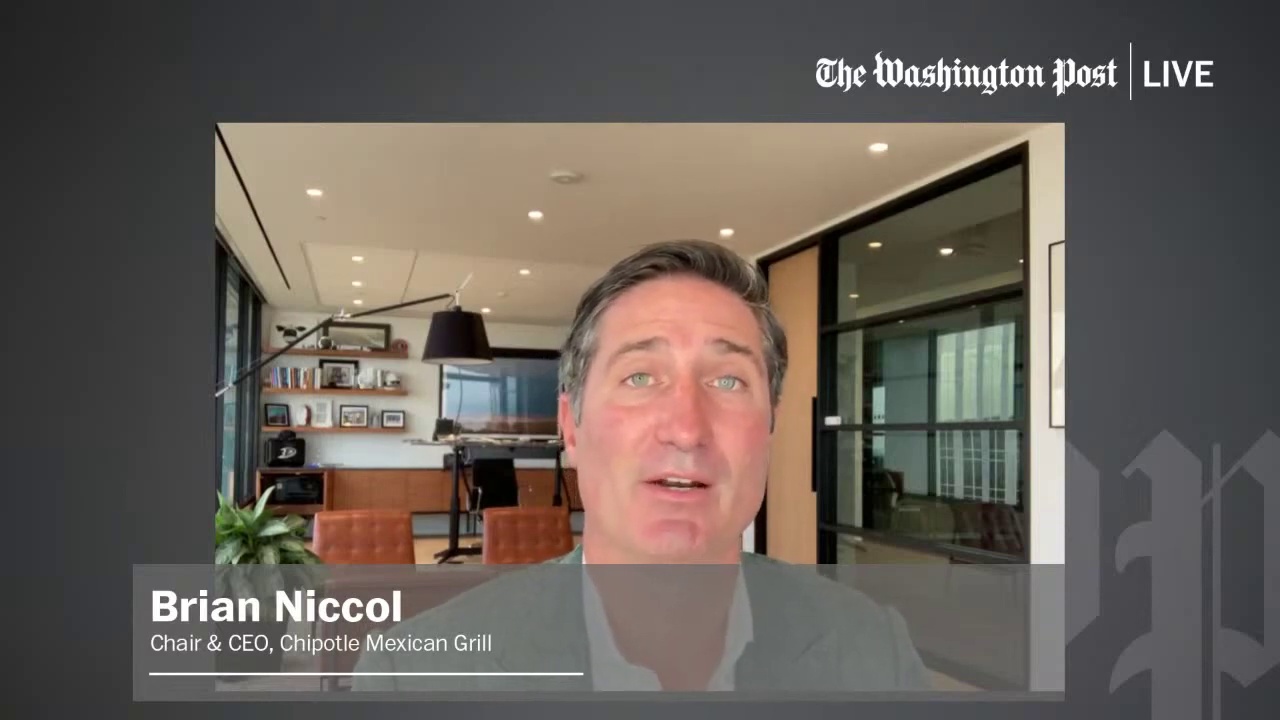 The Washington Post LIVE
Brian Niccol
Chair & CEO, Chipotle Mexican Grill